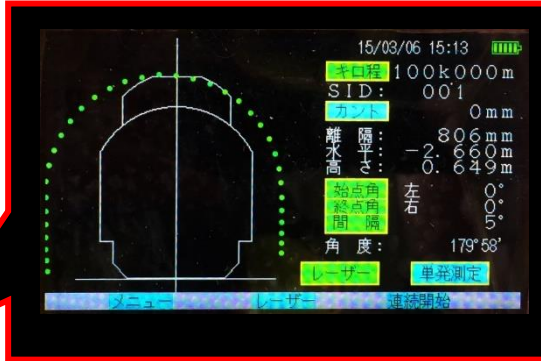 15/03/06 15:13
キロ程 100k000m
SID: 001
カント 0mm
離 隔: 806mm
水 平: -2.660m
高 さ: 0.649m
始点角 左 0°
終点角 右 0°
間 隔 5°
角 度: 179°58'
レーザー 単発測定
メニュー レーザー 連続開始